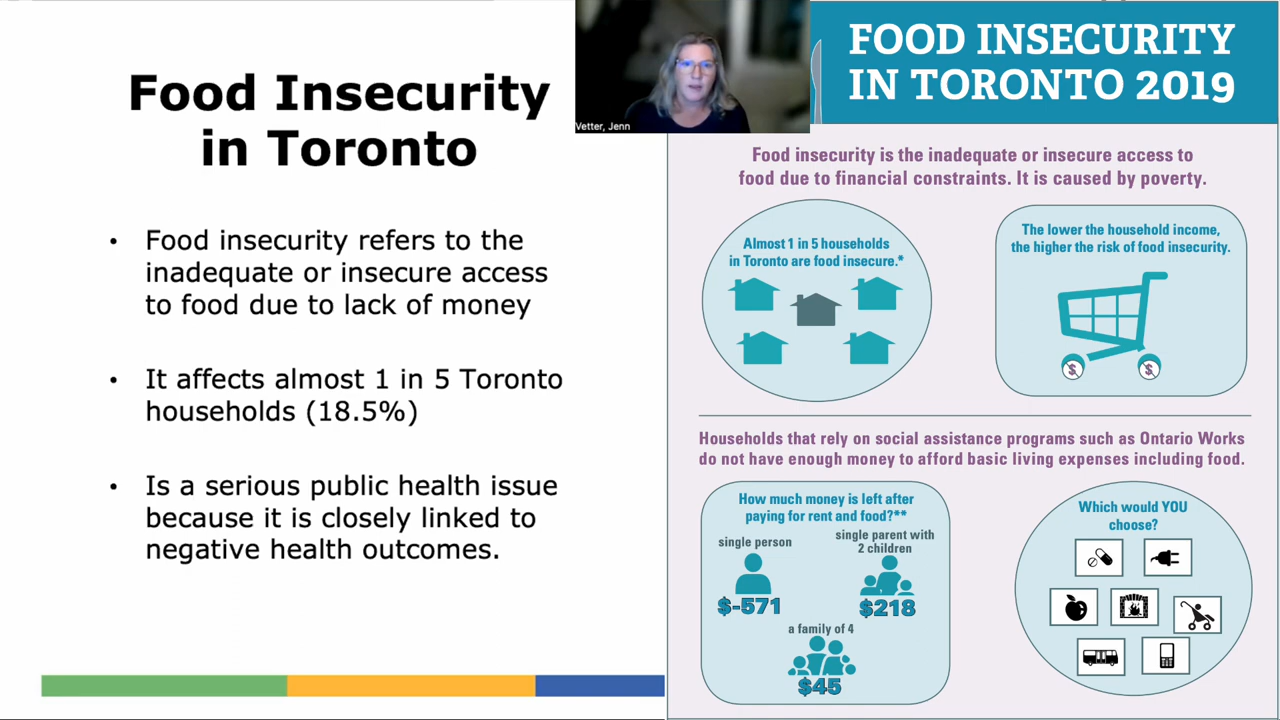 Food Insecurity
in Toronto
• Food insecurity refers to the
inadequate or insecure access
to food due to lack of money
• It affects almost 1 in 5 Toronto
households (18.5%)
• Is a serious public health issue
because it is closely linked to
negative health outcomes.
Vetter, Jenn
FOOD INSECURITY
IN TORONTO 2019
Food insecurity is the inadequate or insecure access to
food due to financial constraints. It is caused by poverty.
Almost 1 in 5 households
in Toronto are food insecure.*
The lower the household income,
the higher the risk of food insecurity.
$ $
Households that rely on social assistance programs such as Ontario Works
do not have enough money to afford basic living expenses including food.
How much money is left after
paying for rent and food?**
single person
$-571
single parent with
2 children
$218
a family of 4
$45
Which would YOU
choose?